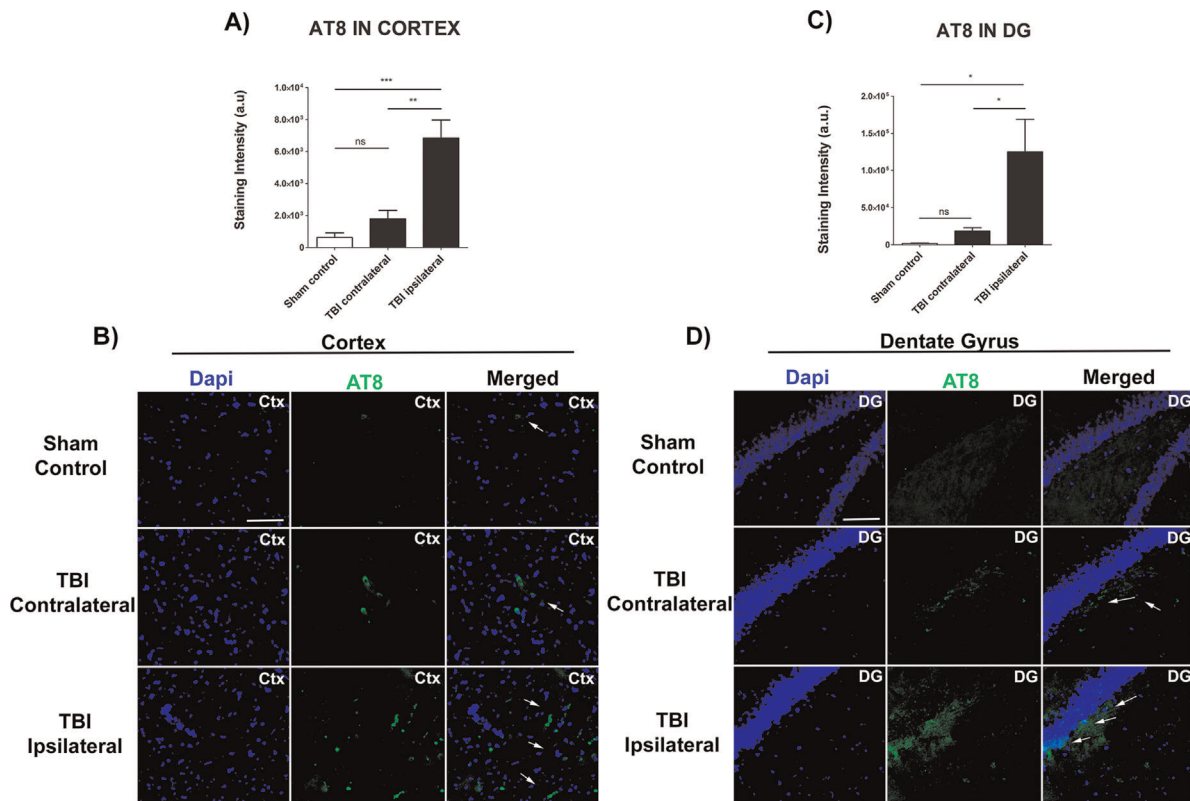 A)
AT8 IN CORTEX
Staining Intensity (a.u)
1.0×10⁴
8.0×10³
6.0×10³
4.0×10³
2.0×10³
0
***
**
ns
Sham control
TBI contralateral
TBI ipsilateral
C)
AT8 IN DG
Staining Intensity (a.u.)
2.0×10⁵
1.5×10⁵
1.0×10⁵
5.0×10⁴
0
*
*
ns
Sham control
TBI contralateral
TBI ipsilateral
B)
Cortex
Dapi AT8 Merged
Sham
Control
Ctx Ctx Ctx
TBI
Contralateral
Ctx Ctx Ctx
TBI
Ipsilateral
Ctx Ctx Ctx
D)
Dentate Gyrus
Dapi AT8 Merged
Sham
Control
DG DG DG
TBI
Contralateral
DG DG DG
TBI
Ipsilateral
DG DG DG